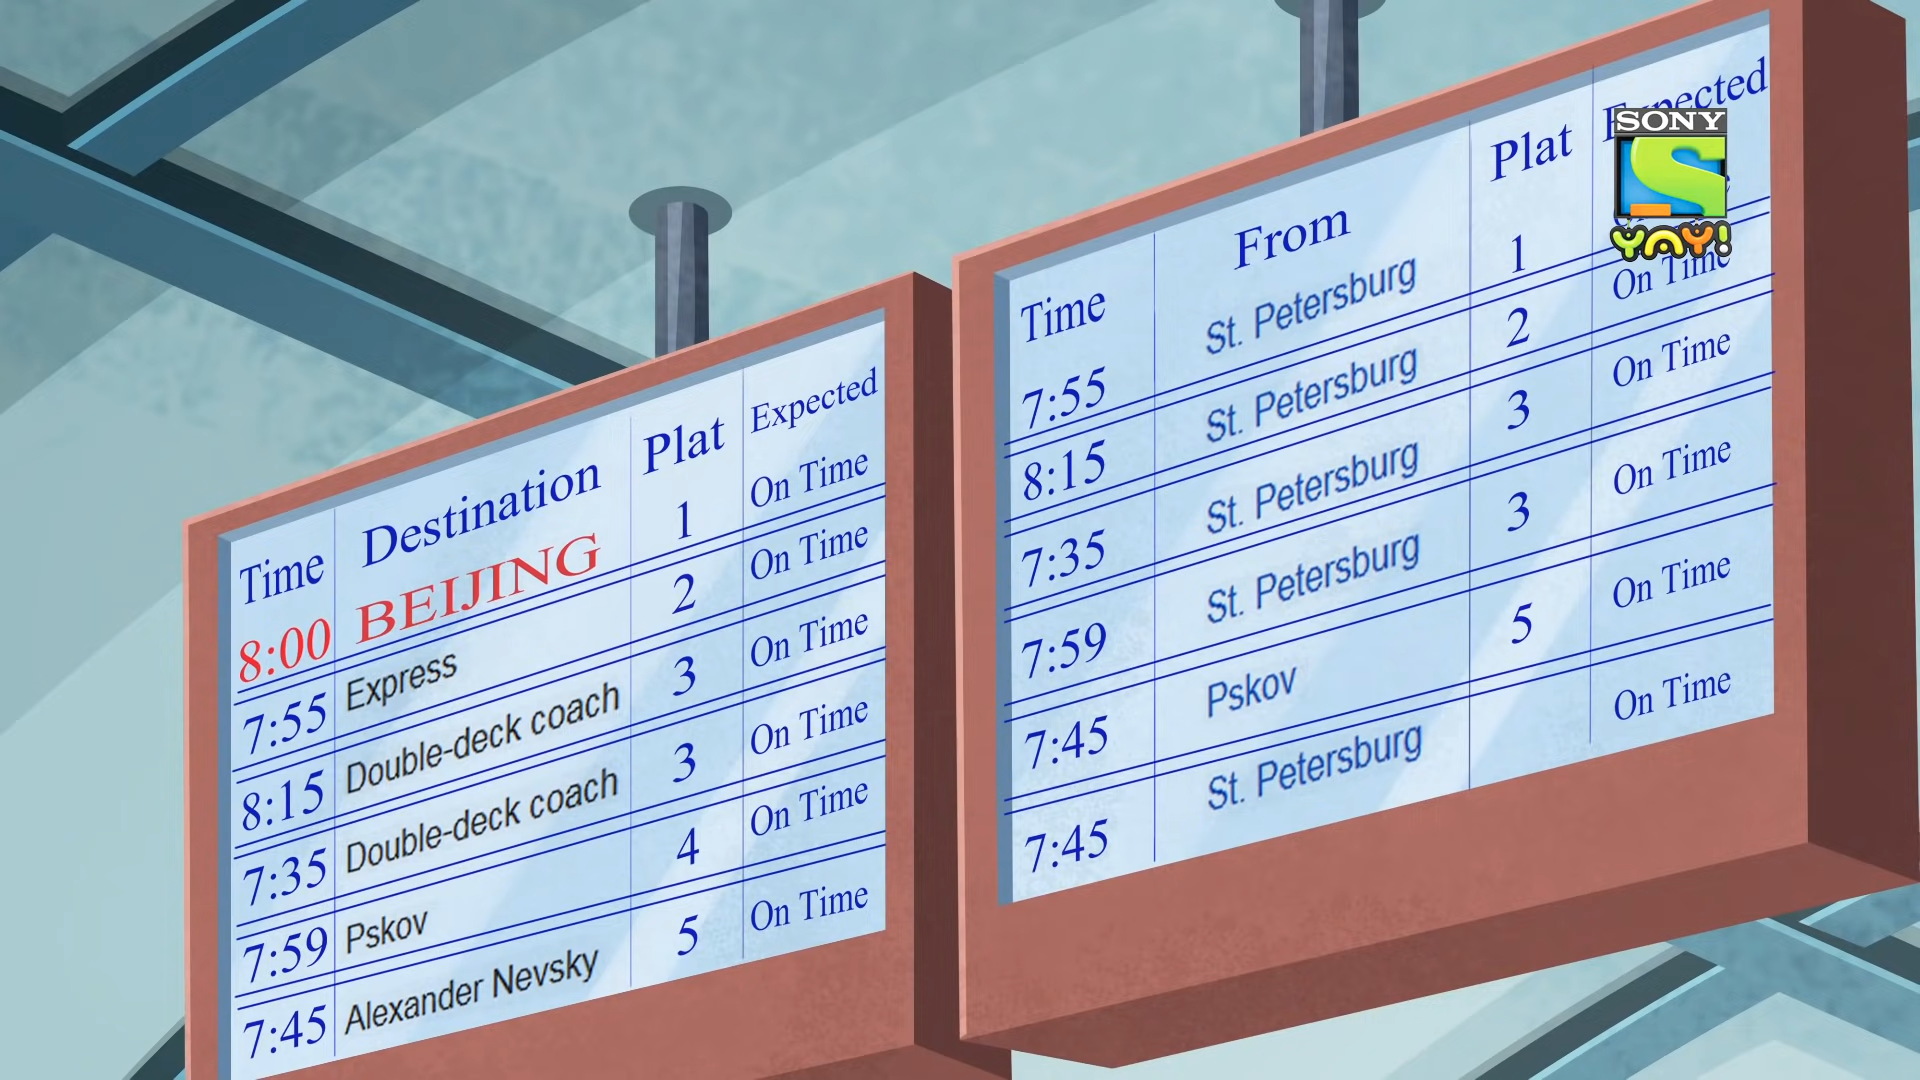 Time Destination Plat Expected
8:00 BEIJING 1 On Time
7:55 Express 2 On Time
8:15 Double-deck coach 3 On Time
7:35 Double-deck coach 3 On Time
7:59 Pskov 4 On Time
7:45 Alexander Nevsky 5 On Time
Time From Plat Expected
7:55 St. Petersburg 1
8:15 St. Petersburg 2 On Time
7:35 St. Petersburg 3 On Time
7:59 St. Petersburg 3 On Time
7:45 Pskov 5 On Time
7:45 St. Petersburg On Time
SONY
YAY!